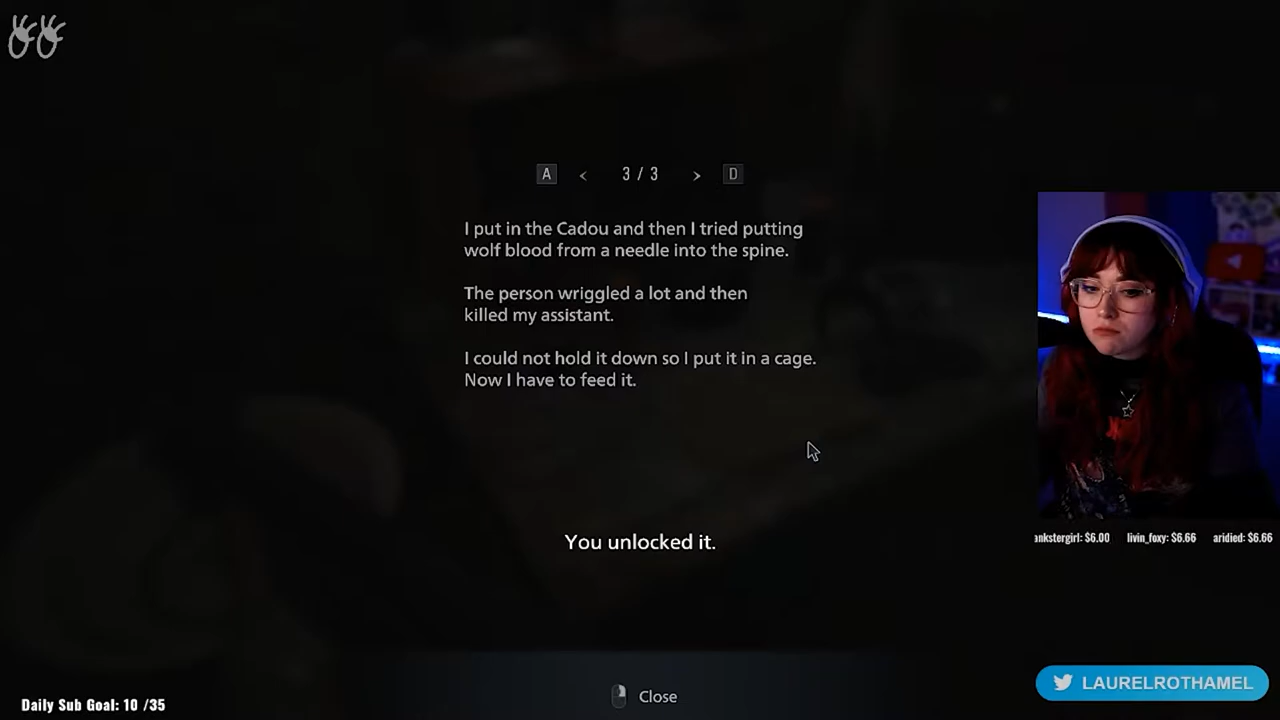 A < 3 / 3 > D
I put in the Cadou and then I tried putting
wolf blood from a needle into the spine.
The person wriggled a lot and then
killed my assistant.
I could not hold it down so I put it in a cage.
Now I have to feed it.
ankstergirl: $6.00 livin_foxy: $6.66 aridied: $6.66
You unlocked it.
LAURELROTHAMEL
Close
Daily Sub Goal: 10 /35